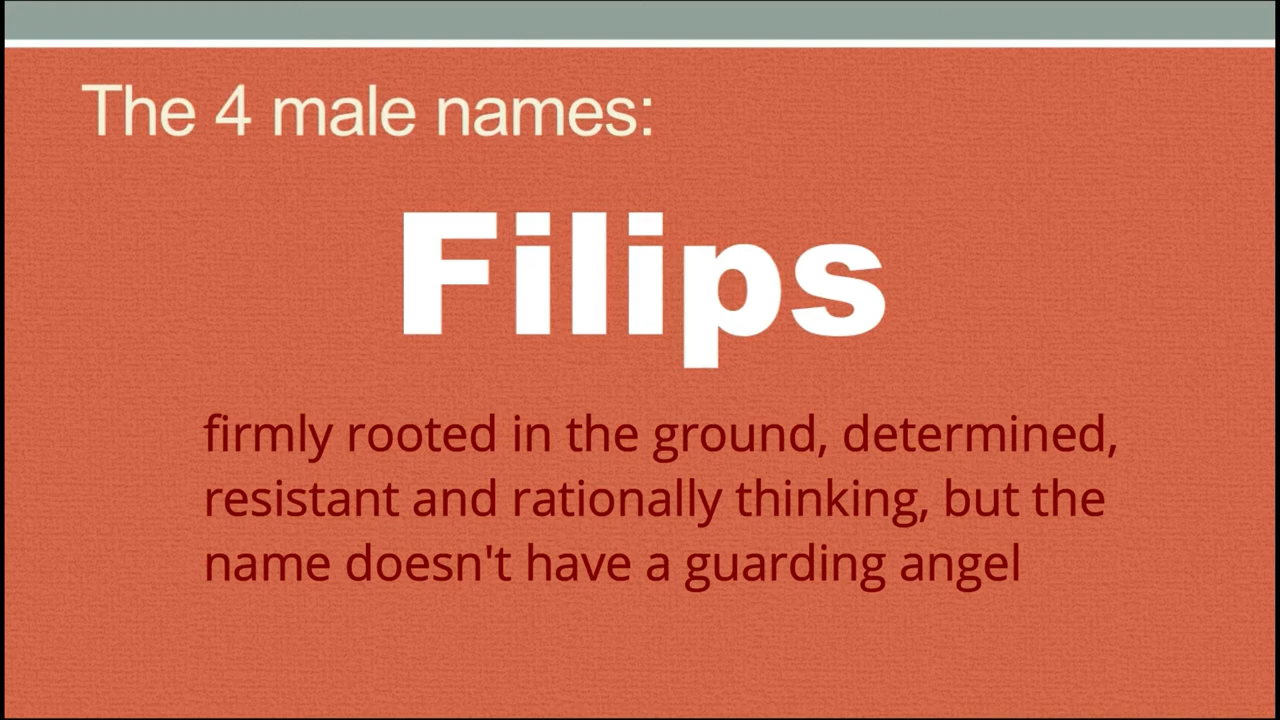 The 4 male names:
Filips
firmly rooted in the ground, determined,
resistant and rationally thinking, but the
name doesn't have a guarding angel